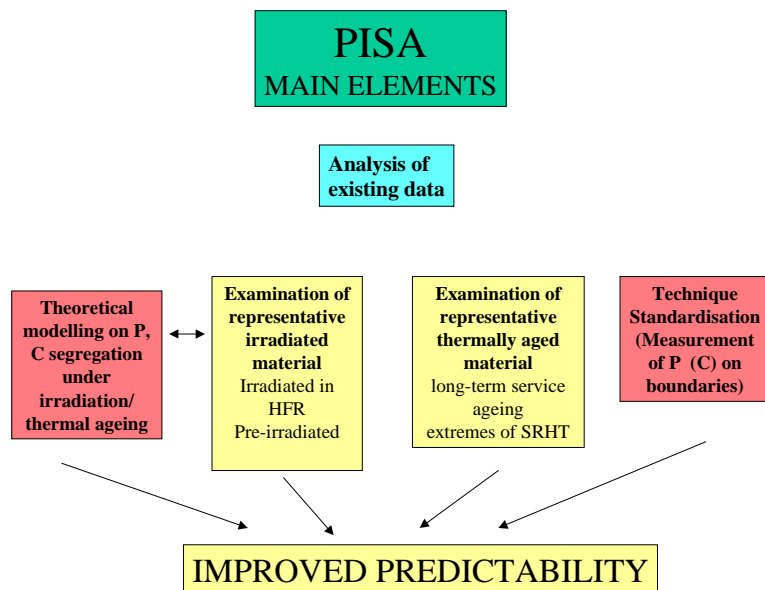 PISA
MAIN ELEMENTS
Analysis of
existing data
Theoretical
modelling on P,
C segregation
under
irradiation/
thermal ageing
Examination of
representative
irradiated
material
Irradiated in
HFR
Pre-irradiated
Examination of
representative
thermally aged
material
long-term service
ageing
extremes of SRHT
Technique
Standardisation
(Measurement
of P (C) on
boundaries)
IMPROVED PREDICTABILITY